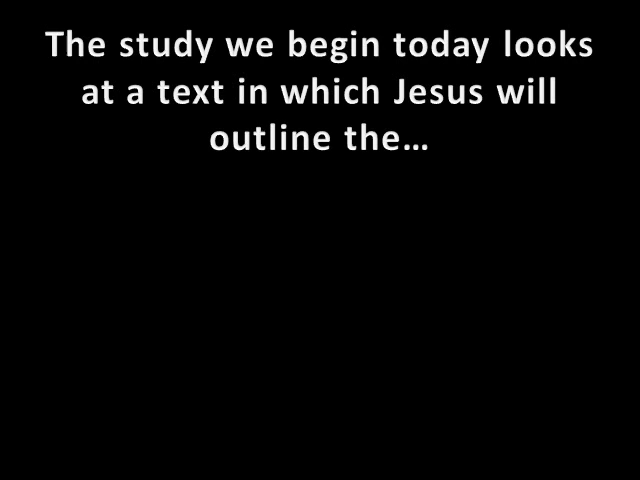 The study we begin today looks
at a text in which Jesus will
outline the…